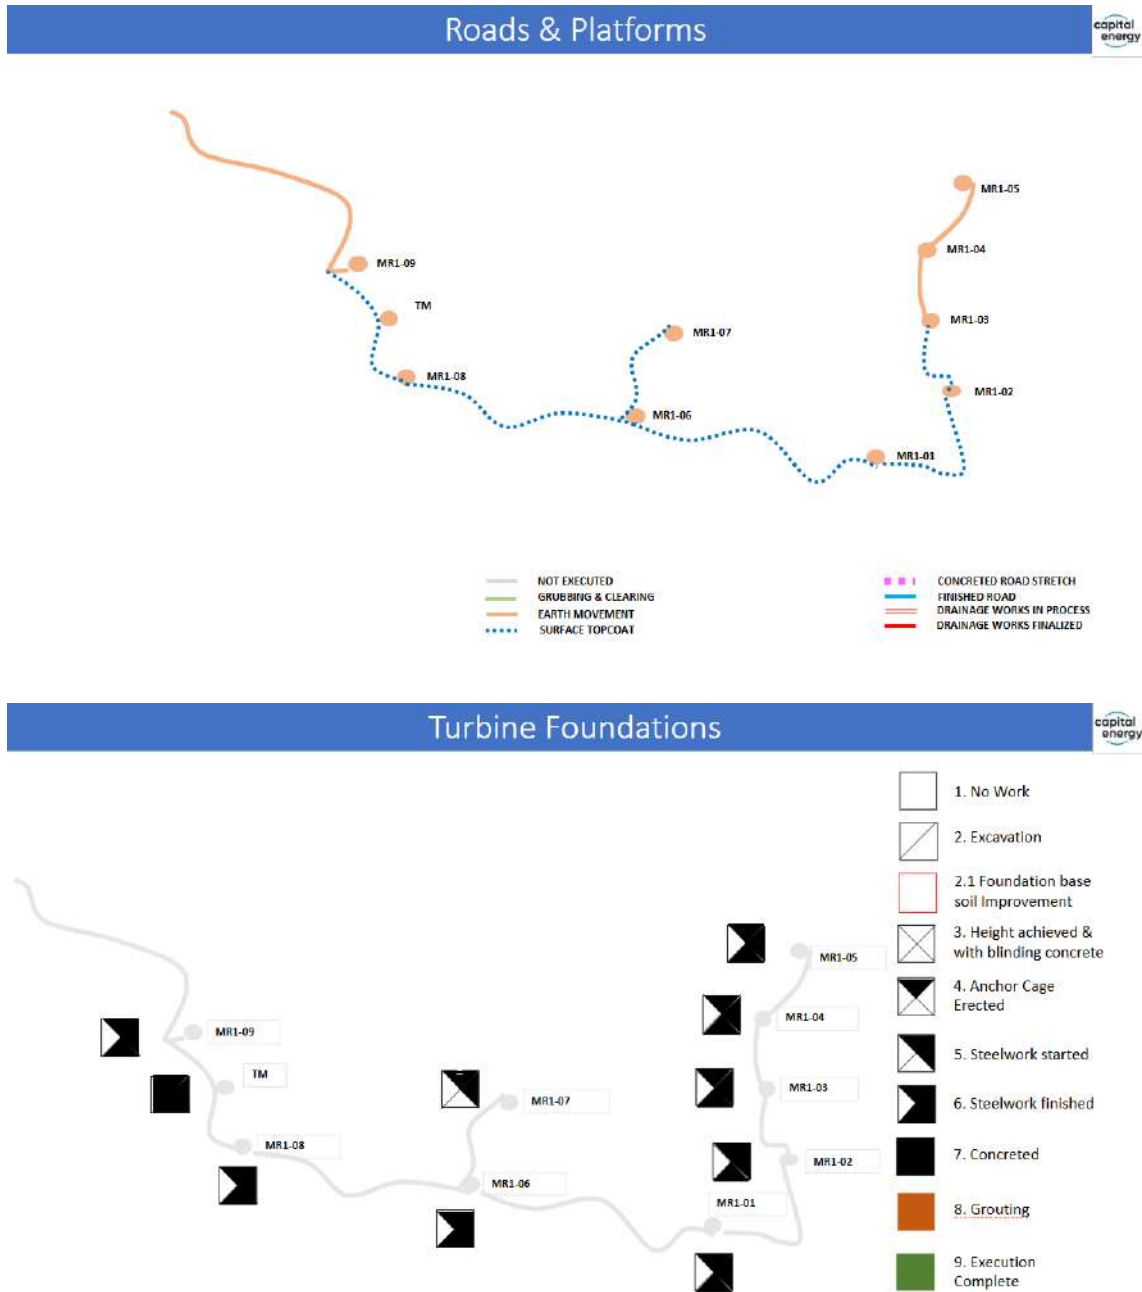 Roads & Platforms
capital
energy
MR1-05
MR1-04
MR1-09
TM
MR1-03
MR1-07
MR1-08
MR1-02
MR1-06
MR1-01
NOT EXECUTED
GRUBBING & CLEARING
EARTH MOVEMENT
SURFACE TOPCOAT
CONCRETED ROAD STRETCH
FINISHED ROAD
DRAINAGE WORKS IN PROCESS
DRAINAGE WORKS FINALIZED
Turbine Foundations
capital
energy
1. No Work
2. Excavation
2.1 Foundation base
soil Improvement
3. Height achieved &
with blinding concrete
4. Anchor Cage
Erected
5. Steelwork started
6. Steelwork finished
7. Concreted
8. Grouting
9. Execution
Complete
MR1-05
MR1-04
MR1-09
TM
MR1-03
MR1-07
MR1-08
MR1-02
MR1-06
MR1-01